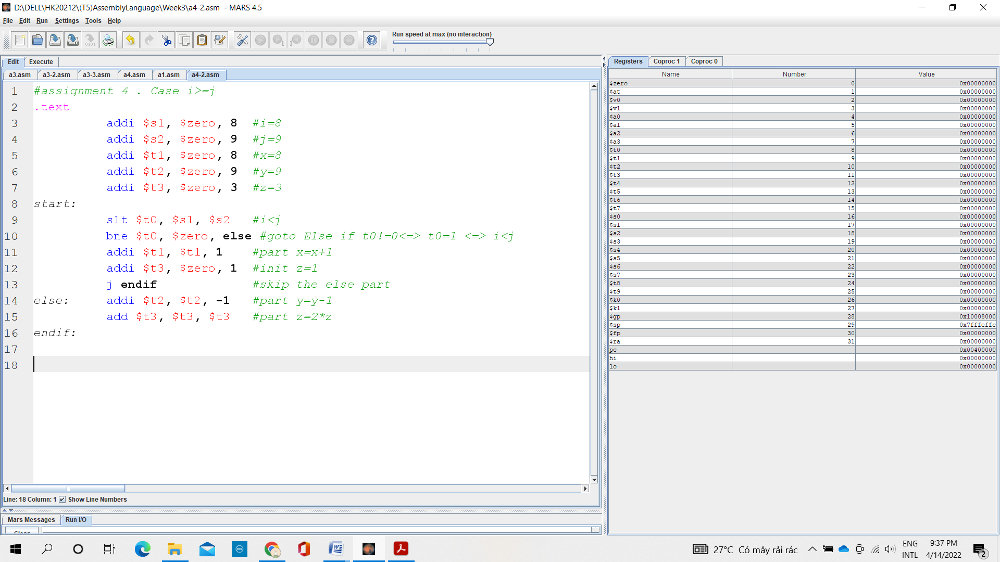 D:\DELL\HK20212\(T5)AssemblyLanguage\Week3\a4-2.asm - MARS 4.5
File Edit Run Settings Tools Help
Run speed at max (no interaction)
Edit Execute
a3.asm a3-2.asm a3-3.asm a4.asm a1.asm a4-2.asm
1 #assignment 4 . Case i>=j
2 .text
3 addi $s1, $zero, 8 #i=8
4 addi $s2, $zero, 9 #j=9
5 addi $t1, $zero, 8 #x=8
6 addi $t2, $zero, 9 #y=9
7 addi $t3, $zero, 3 #z=3
8 start:
9 slt $t0, $s1, $s2 #i<j
10 bne $t0, $zero, else #goto Else if t0!=0<=> t0=1 <=> i<j
11 addi $t1, $t1, 1 #part x=x+1
12 addi $t3, $zero, 1 #init z=1
13 j endif #skip the else part
14 else: addi $t2, $t2, -1 #part y=y-1
15 add $t3, $t3, $t3 #part z=2*z
16 endif:
17
18
Line: 18 Column: 1 Show Line Numbers
Mars Messages Run I/O
Clear
Registers Coproc 1 Coproc 0
Name Number Value
$zero 0 0x00000000
$at 1 0x00000000
$v0 2 0x00000000
$v1 3 0x00000000
$a0 4 0x00000000
$a1 5 0x00000000
$a2 6 0x00000000
$a3 7 0x00000000
$t0 8 0x00000000
$t1 9 0x00000000
$t2 10 0x00000000
$t3 11 0x00000000
$t4 12 0x00000000
$t5 13 0x00000000
$t6 14 0x00000000
$t7 15 0x00000000
$s0 16 0x00000000
$s1 17 0x00000000
$s2 18 0x00000000
$s3 19 0x00000000
$s4 20 0x00000000
$s5 21 0x00000000
$s6 22 0x00000000
$s7 23 0x00000000
$t8 24 0x00000000
$t9 25 0x00000000
$k0 26 0x00000000
$k1 27 0x00000000
$gp 28 0x10008000
$sp 29 0x7fffeffc
$fp 30 0x00000000
$ra 31 0x00000000
pc 0x00400000
hi 0x00000000
lo 0x00000000
27°C Có mây rải rác
ENG
INTL
9:37 PM
4/14/2022
2